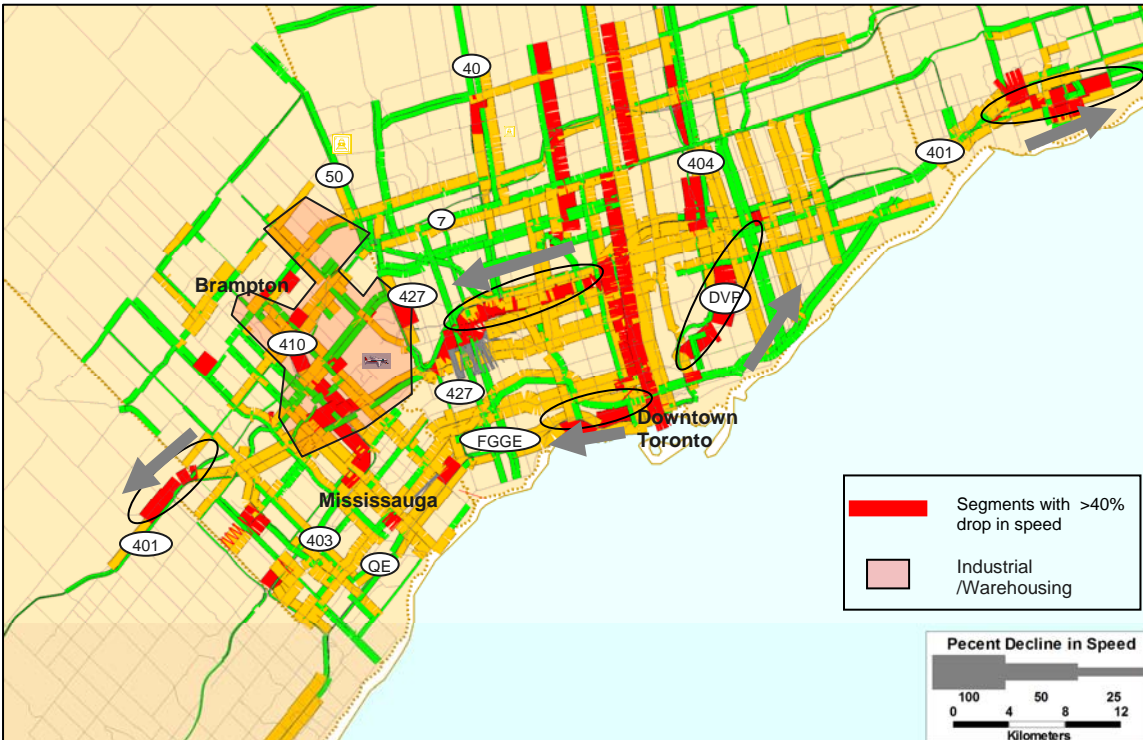 40
404
401
50
7
Brampton
427
DVP
410
427
Downtown
Toronto
FGGE
Mississauga
401
403
QE
Segments with >40%
drop in speed
Industrial
/Warehousing
Pecent Decline in Speed
100 50 25
0 4 8 12
Kilometers